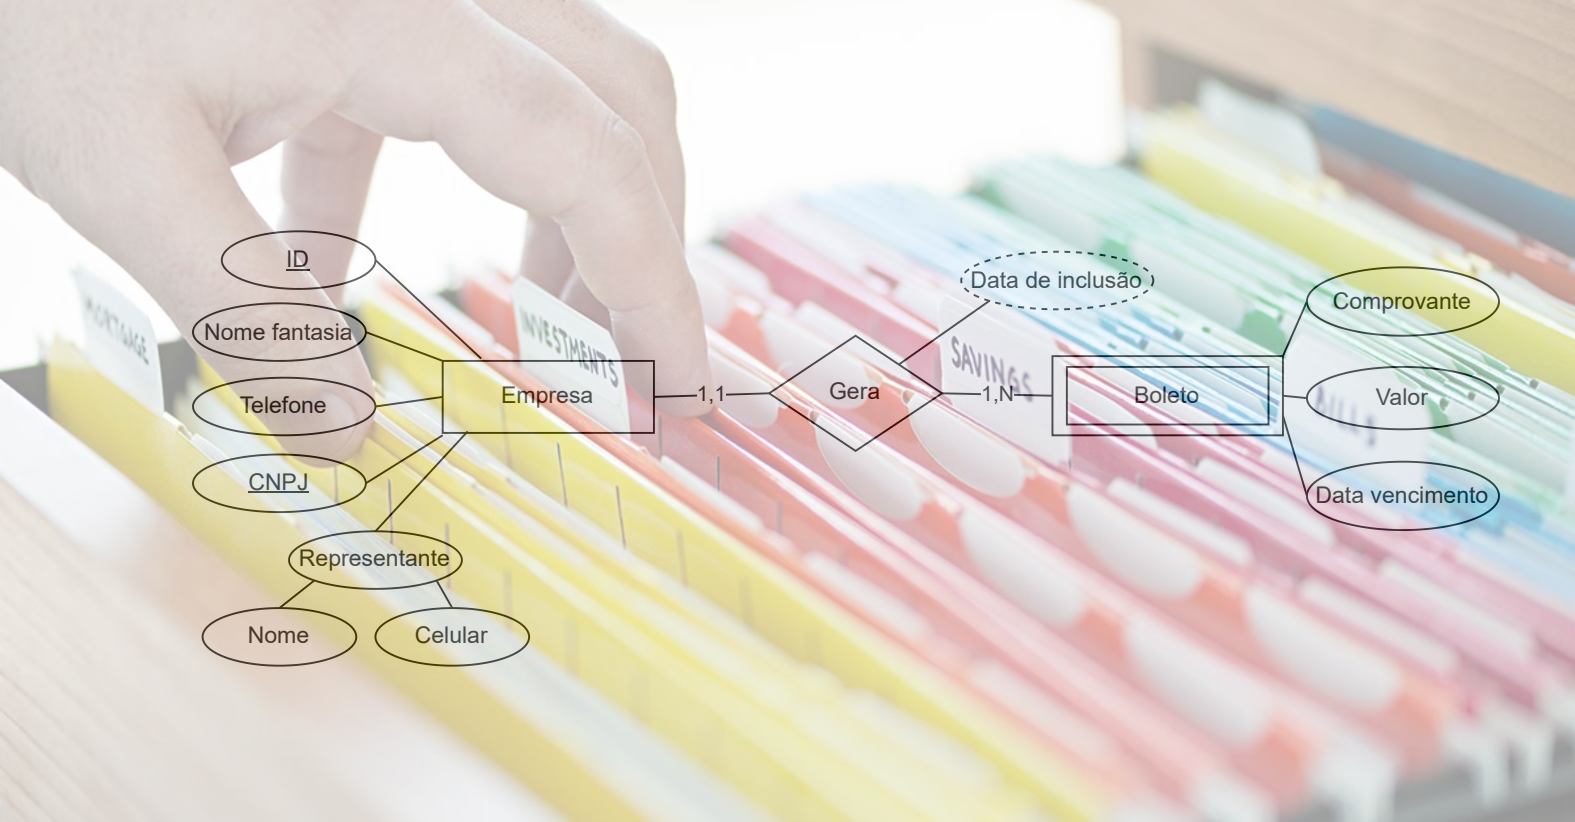 ID
Nome fantasia
Telefone
CNPJ
Representante
Nome
Celular
Empresa
1,1
Gera
Data de inclusão
1,N
Boleto
Comprovante
Valor
Data vencimento
MORTGAGE
INVESTMENTS
SAVINGS
BILLS